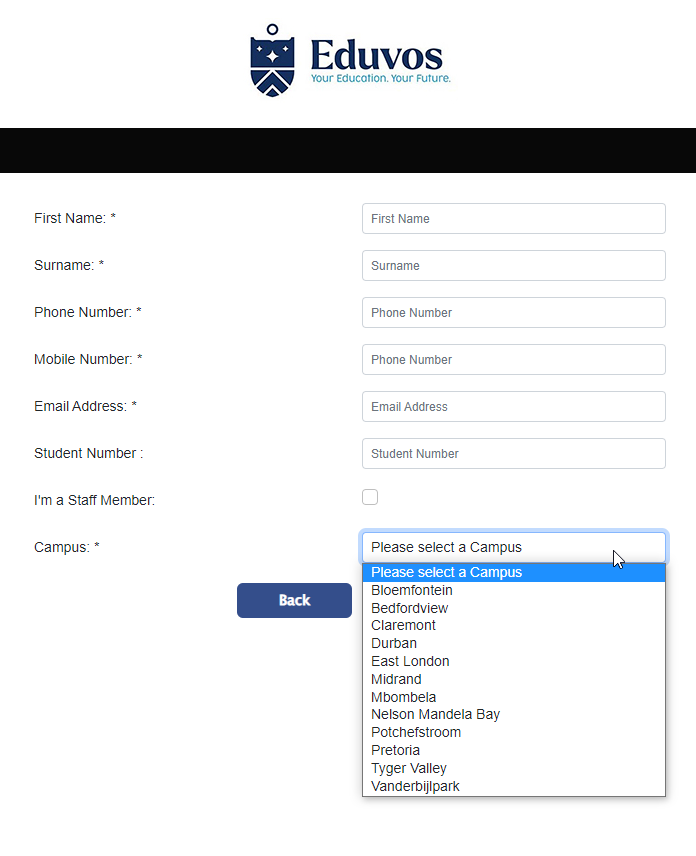 Eduvos
Your Education. Your Future.
First Name: *
First Name
Surname: *
Surname
Phone Number: *
Phone Number
Mobile Number: *
Phone Number
Email Address: *
Email Address
Student Number :
Student Number
I'm a Staff Member:
Campus: *
Please select a Campus
Please select a Campus
Bloemfontein
Bedfordview
Claremont
Durban
East London
Midrand
Mbombela
Nelson Mandela Bay
Potchefstroom
Pretoria
Tyger Valley
Vanderbijlpark
Back